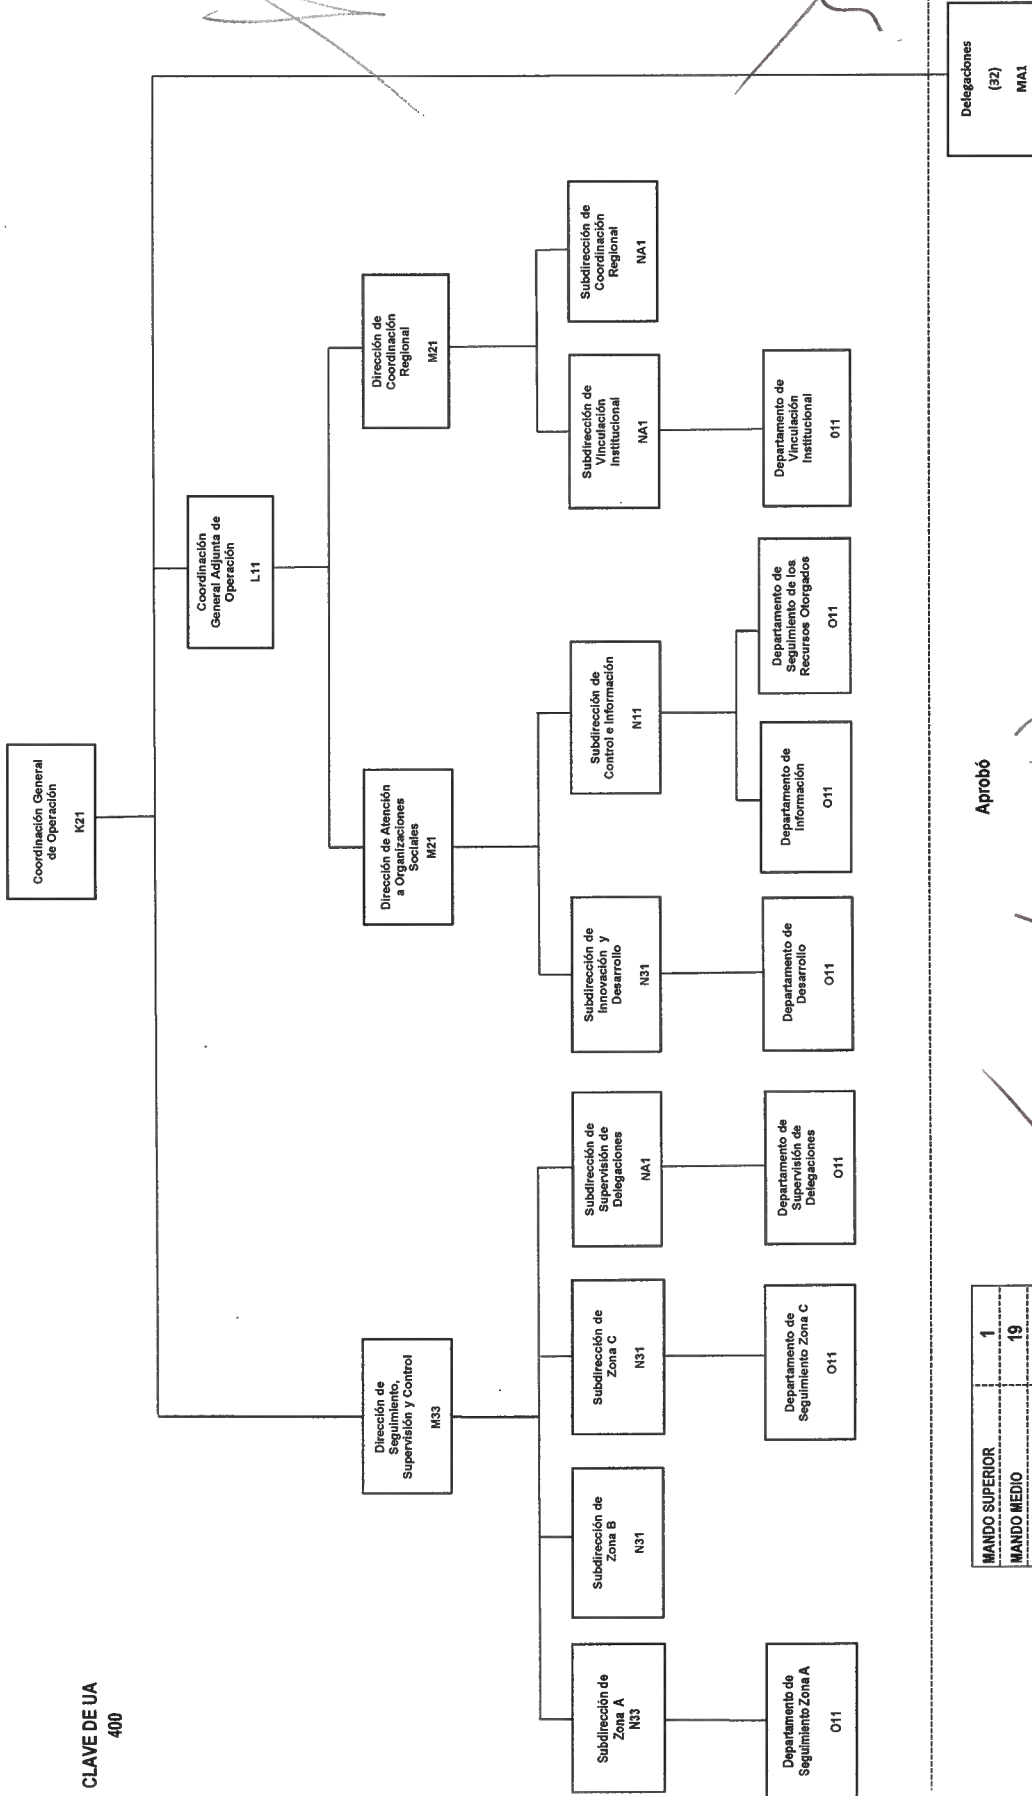 CLAVE DE UA
400
Coordinación General
de Operación
K21
Coordinación
General Adjunta de
Operación
L11
Dirección de
Seguimiento,
Supervisión y Control
M33
Dirección de Atención
a Organizaciones
Sociales
M21
Dirección de
Coordinación
Regional
M21
Subdirección de
Zona A
N33
Subdirección de
Zona B
N31
Subdirección de
Zona C
N31
Subdirección de
Supervisión de
Delegaciones
NA1
Subdirección de
Innovación y
Desarrollo
N31
Subdirección de
Control e Información
N11
Subdirección de
Vinculación
Institucional
NA1
Subdirección de
Coordinación
Regional
NA1
Departamento de
Seguimiento Zona A
O11
Departamento de
Seguimiento Zona C
O11
Departamento de
Supervisión de
Delegaciones
O11
Departamento de
Desarrollo
O11
Departamento de
Información
O11
Departamento de
Seguimiento de los
Recursos Otorgados
O11
Departamento de
Vinculación
Institucional
011
Delegaciones
(32)
MA1
MANDO SUPERIOR 1
MANDO MEDIO 19
Aprobó